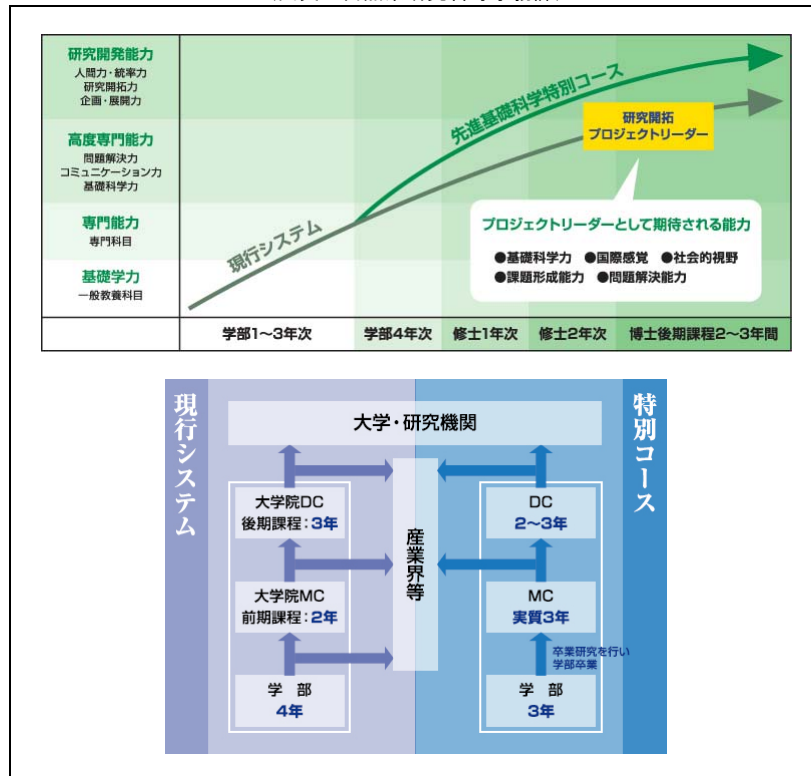 研究開発能力
人間力・統率力
研究開拓力
企画・展開力
高度専門能力
問題解決力
コミュニケーション力
基礎科学力
専門能力
専門科目
基礎学力
一般教養科目
現行システム
先進基礎科学特別コース
研究開拓
プロジェクトリーダー
プロジェクトリーダーとして期待される能力
●基礎科学力 ●国際感覚 ●社会的視野
●課題形成能力 ●問題解決能力
学部1〜3年次 学部4年次 修士1年次 修士2年次 博士後期課程2〜3年間
現行システム
特別コース
大学・研究機関
大学院DC
後期課程：3年
大学院MC
前期課程：2年
学 部
4年
産業界等
DC
2〜3年
MC
実質3年
卒業研究を行い
学部卒業
学 部
3年